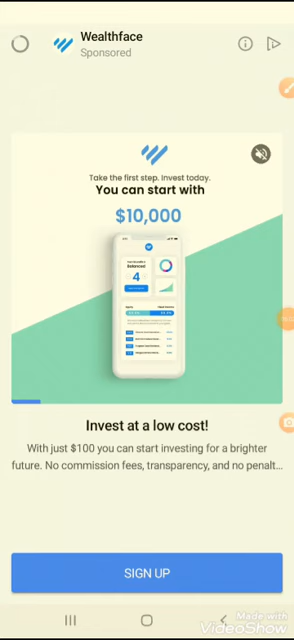 Wealthface
Sponsored
Take the first step. Invest today.
You can start with
$10,000
Balanced
4
Invest at a low cost!
With just $100 you can start investing for a brighter
future. No commission fees, transparency, and no penalt...
SIGN UP
Made with
VideoShow